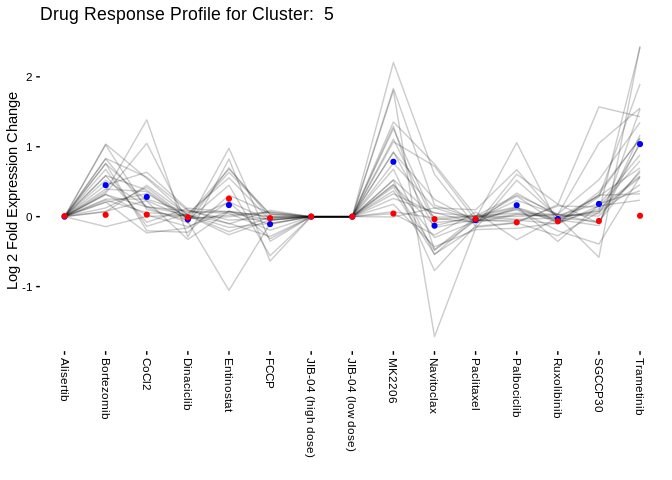 Drug Response Profile for Cluster:  5
Log 2 Fold Expression Change
2
1
0
-1
Alisertib
Bortezomib
CoCl2
Dinaciclib
Entinostat
FCCP
JIB-04 (high dose)
JIB-04 (low dose)
MK2206
Navitoclax
Paclitaxel
Palbociclib
Ruxolibinib
SGCCP30
Trametinib